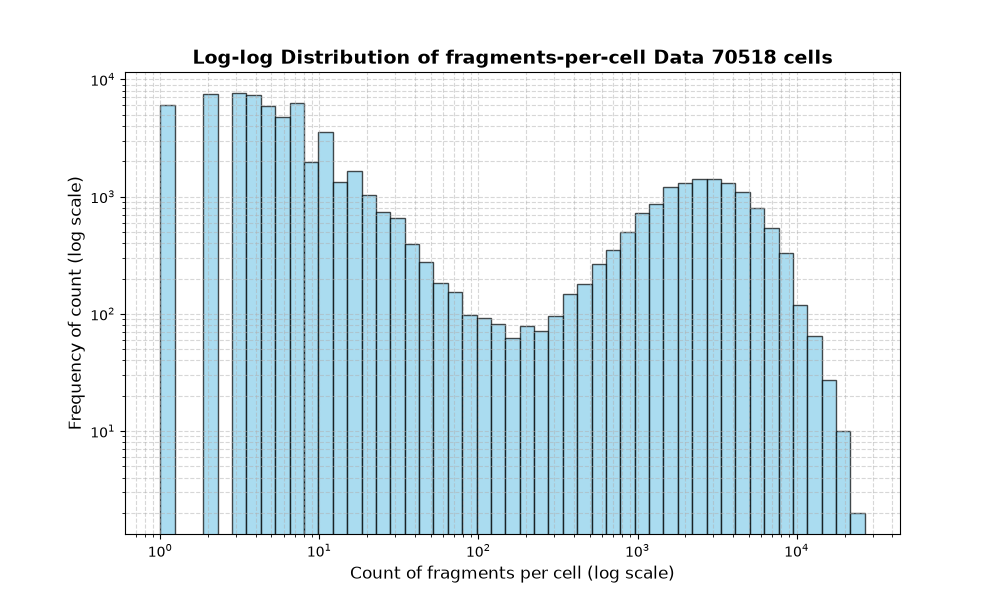 Log-log Distribution of fragments-per-cell Data 70518 cells
10⁴
10³
10²
10¹
Frequency of count (log scale)
10⁰ 10¹ 10² 10³ 10⁴
Count of fragments per cell (log scale)